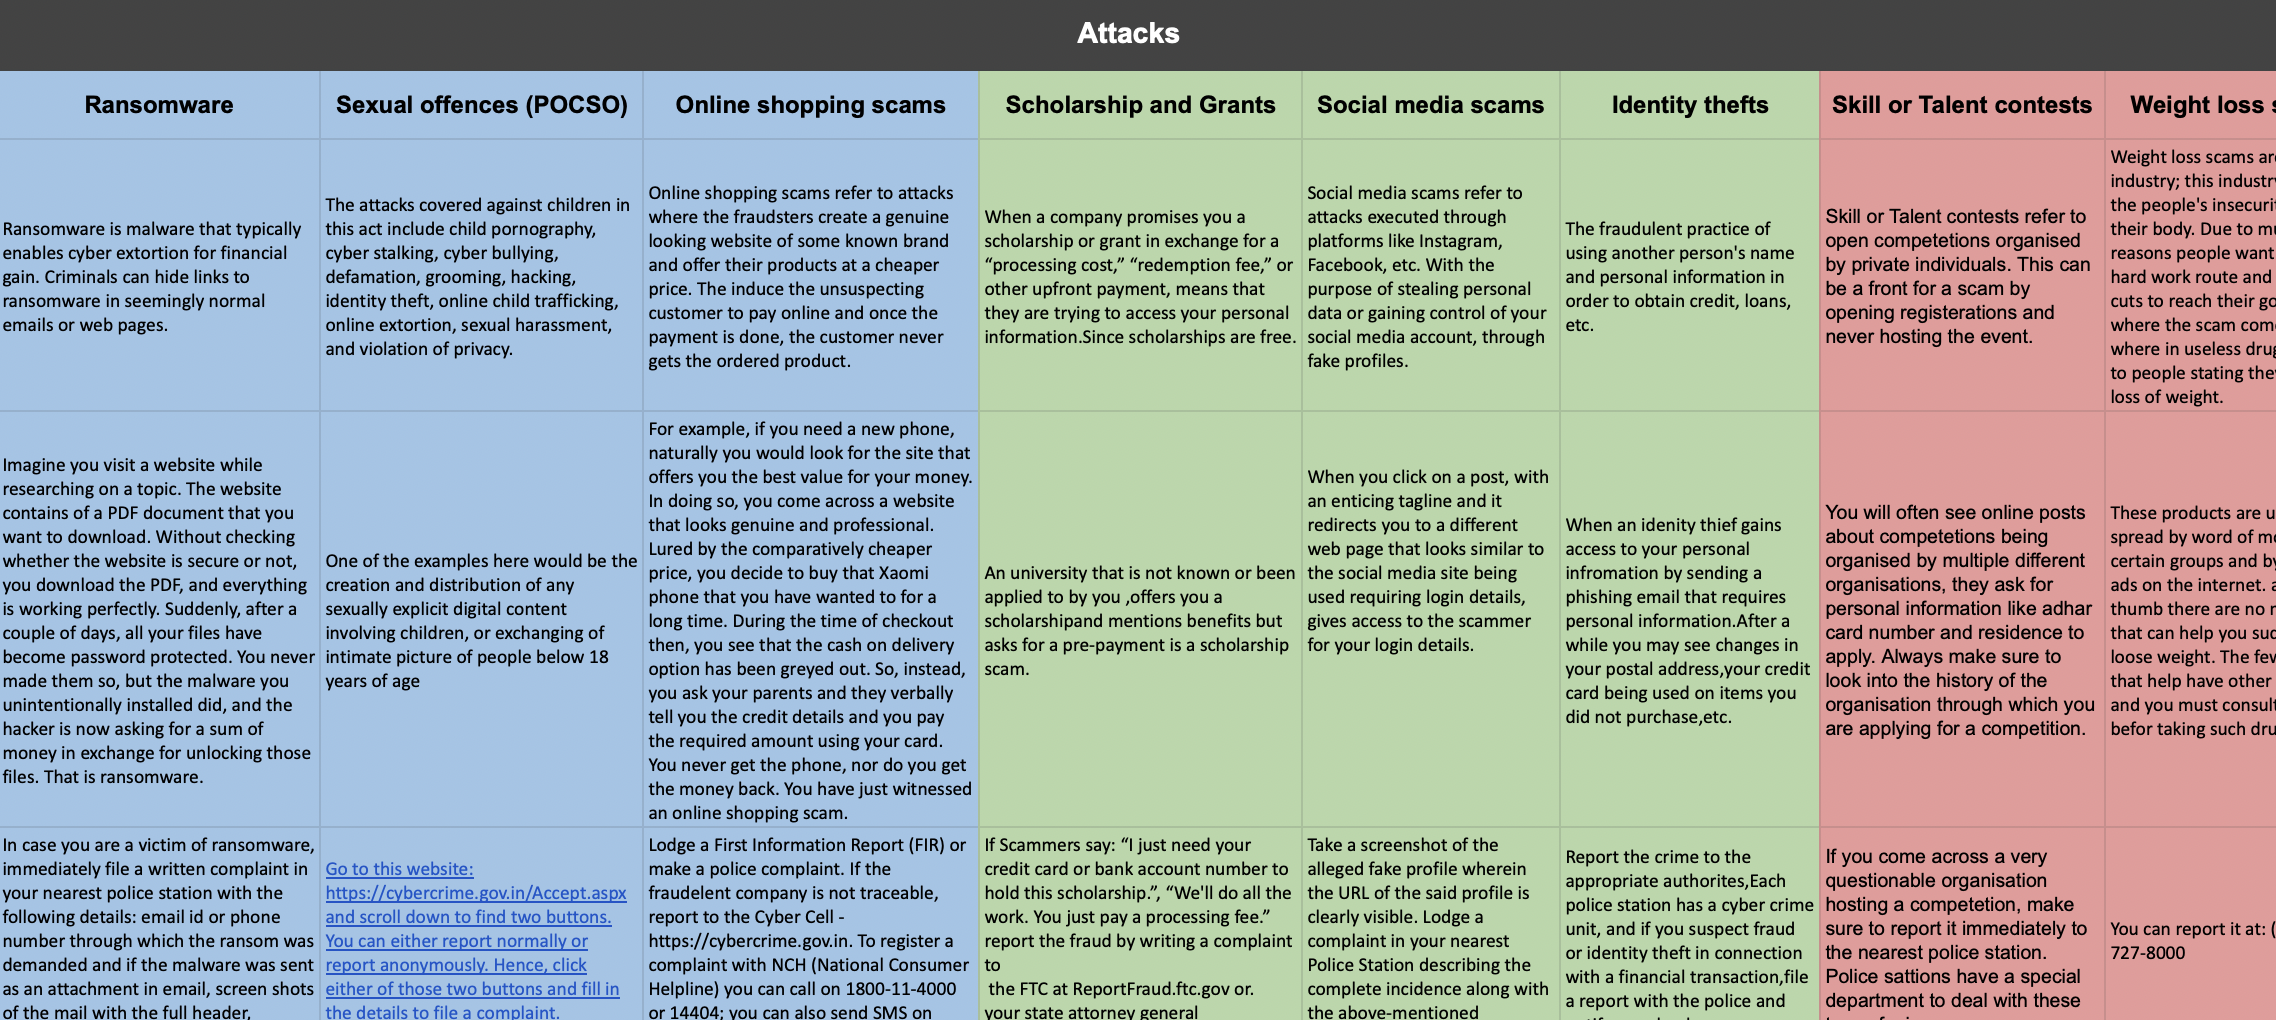 Attacks
Ransomware
Sexual offences (POCSO)
Online shopping scams
Scholarship and Grants
Social media scams
Identity thefts
Skill or Talent contests
Weight loss
Ransomware is malware that typically
enables cyber extortion for financial
gain. Criminals can hide links to
ransomware in seemingly normal
emails or web pages.
The attacks covered against children in
this act include child pornography,
cyber stalking, cyber bullying,
defamation, grooming, hacking,
identity theft, online child trafficking,
online extortion, sexual harassment,
and violation of privacy.
Online shopping scams refer to attacks
where the fraudsters create a genuine
looking website of some known brand
and offer their products at a cheaper
price. The induce the unsuspecting
customer to pay online and once the
payment is done, the customer never
gets the ordered product.
When a company promises you a
scholarship or grant in exchange for a
“processing cost,” “redemption fee,” or
other upfront payment, means that
they are trying to access your personal
information.Since scholarships are free.
Social media scams refer to
attacks executed through
platforms like Instagram,
Facebook, etc. With the
purpose of stealing personal
data or gaining control of your
social media account, through
fake profiles.
The fraudulent practice of
using another person's name
and personal information in
order to obtain credit, loans,
etc.
Skill or Talent contests refer to
open competetions organised
by private individuals. This can
be a front for a scam by
opening registerations and
never hosting the event.
Weight loss scams
industry; this
the people's
their body. Due to
reasons people want
hard work route and
cuts to reach their
where the scam
where in useless
to people stating
loss of weight.
Imagine you visit a website while
researching on a topic. The website
contains of a PDF document that you
want to download. Without checking
whether the website is secure or not,
you download the PDF, and everything
is working perfectly. Suddenly, after a
couple of days, all your files have
become password protected. You never
made them so, but the malware you
unintentionally installed did, and the
hacker is now asking for a sum of
money in exchange for unlocking those
files. That is ransomware.
One of the examples here would be the
creation and distribution of any
sexually explicit digital content
involving children, or exchanging of
intimate picture of people below 18
years of age
For example, if you need a new phone,
naturally you would look for the site that
offers you the best value for your money.
In doing so, you come across a website
that looks genuine and professional.
Lured by the comparatively cheaper
price, you decide to buy that Xaomi
phone that you have wanted to for a
long time. During the time of checkout
then, you see that the cash on delivery
option has been greyed out. So, instead,
you ask your parents and they verbally
tell you the credit details and you pay
the required amount using your card.
You never get the phone, nor do you get
the money back. You have just witnessed
an online shopping scam.
An university that is not known or been
applied to by you ,offers you a
scholarshipand mentions benefits but
asks for a pre-payment is a scholarship
scam.
When you click on a post, with
an enticing tagline and it
redirects you to a different
web page that looks similar to
the social media site being
used requiring login details,
gives access to the scammer
for your login details.
When an idenity thief gains
access to your personal
infromation by sending a
phishing email that requires
personal information.After a
while you may see changes in
your postal address,your credit
card being used on items you
did not purchase,etc.
You will often see online posts
about competetions being
organised by multiple different
organisations, they ask for
personal information like adhar
card number and residence to
apply. Always make sure to
look into the history of the
organisation through which you
are applying for a competition.
These products are
spread by word of
certain groups and
ads on the internet.
thumb there are no
that can help you
loose weight. The
that help have other
and you must
befor taking such
In case you are a victim of ransomware,
immediately file a written complaint in
your nearest police station with the
following details: email id or phone
number through which the ransom was
demanded and if the malware was sent
as an attachment in email, screen shots
of the mail with the full header,
Go to this website:
https://cybercrime.gov.in/Accept.aspx
and scroll down to find two buttons.
You can either report normally or
report anonymously. Hence, click
either of those two buttons and fill in
the details to file a complaint.
Lodge a First Information Report (FIR) or
make a police complaint. If the
fraudelent company is not traceable,
report to the Cyber Cell -
https://cybercrime.gov.in. To register a
complaint with NCH (National Consumer
Helpline) you can call on 1800-11-4000
or 14404; you can also send SMS on
If Scammers say: “I just need your
credit card or bank account number to
hold this scholarship.”, “We'll do all the
work. You just pay a processing fee.”
report the fraud by writing a complaint
to
the FTC at ReportFraud.ftc.gov or.
your state attorney general
Take a screenshot of the
alleged fake profile wherein
the URL of the said profile is
clearly visible. Lodge a
complaint in your nearest
Police Station describing the
complete incidence along with
the above-mentioned
Report the crime to the
appropriate authorites,Each
police station has a cyber crime
unit, and if you suspect fraud
or identity theft in connection
with a financial transaction,file
a report with the police and
If you come across a very
questionable organisation
hosting a competetion, make
sure to report it immediately to
the nearest police station.
Police sattions have a special
department to deal with these
You can report it at: (
727-8000